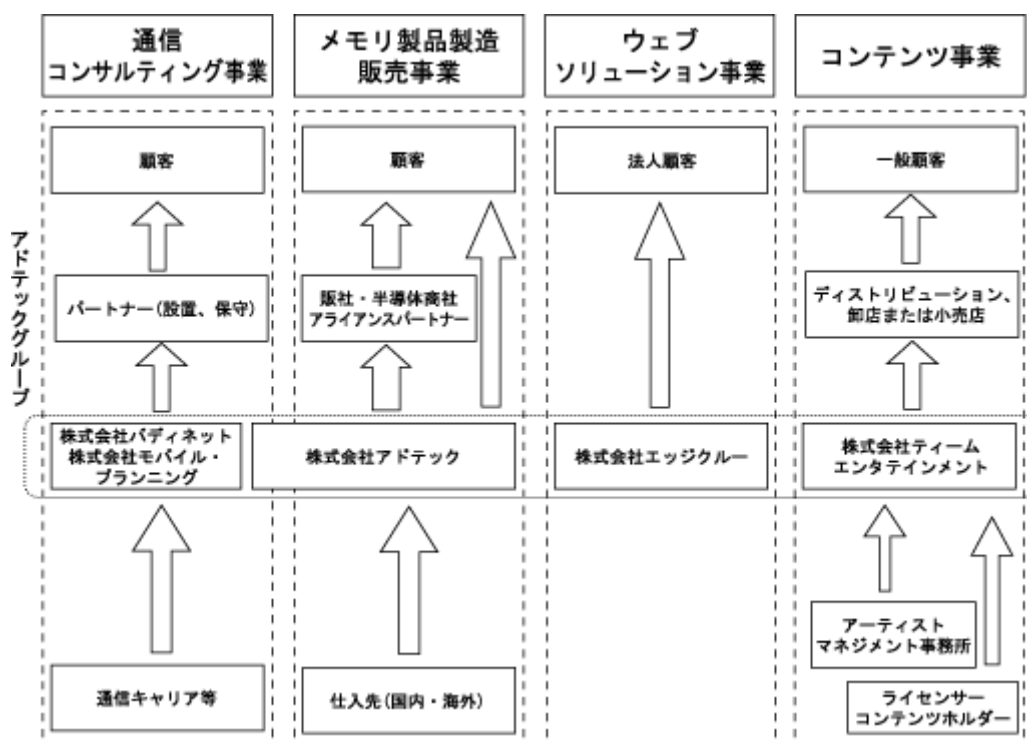 通信
コンサルティング事業
メモリ製品製造
販売事業
ウェブ
ソリューション事業
コンテンツ事業
顧客
顧客
法人顧客
一般顧客
アドテックグループ
パートナー(設置、保守)
販社・半導体商社
アライアンスパートナー
ディストリビューション、
卸店または小売店
株式会社バディネット
株式会社モバイル・
プランニング
株式会社アドテック
株式会社エッジクルー
株式会社ティーム
エンタテインメント
アーティスト
マネジメント事務所
通信キャリア等
仕入先(国内・海外)
ライセンサー
コンテンツホルダー